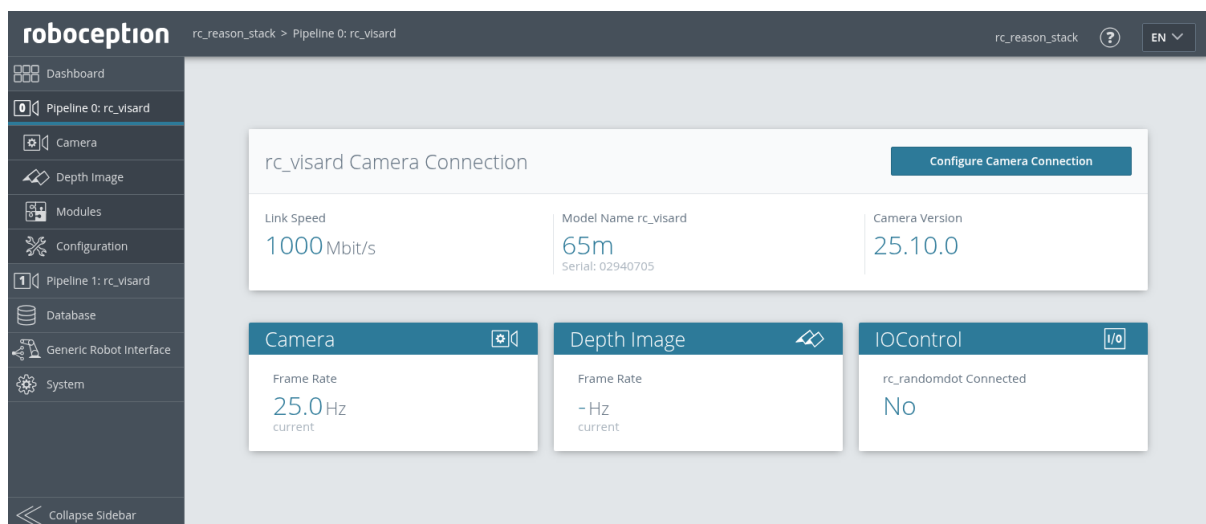 roboception
rc_reason_stack > Pipeline 0: rc_visard
rc_reason_stack
?
EN
Dashboard
0 Pipeline 0: rc_visard
Camera
Depth Image
Modules
Configuration
1 Pipeline 1: rc_visard
Database
Generic Robot Interface
System
Collapse Sidebar
rc_visard Camera Connection
Configure Camera Connection
Link Speed
1000 Mbit/s
Model Name rc_visard
65m
Serial: 02940705
Camera Version
25.10.0
Camera
Frame Rate
25.0 Hz
current
Depth Image
Frame Rate
- Hz
current
IOControl
I/O
rc_randomdot Connected
No